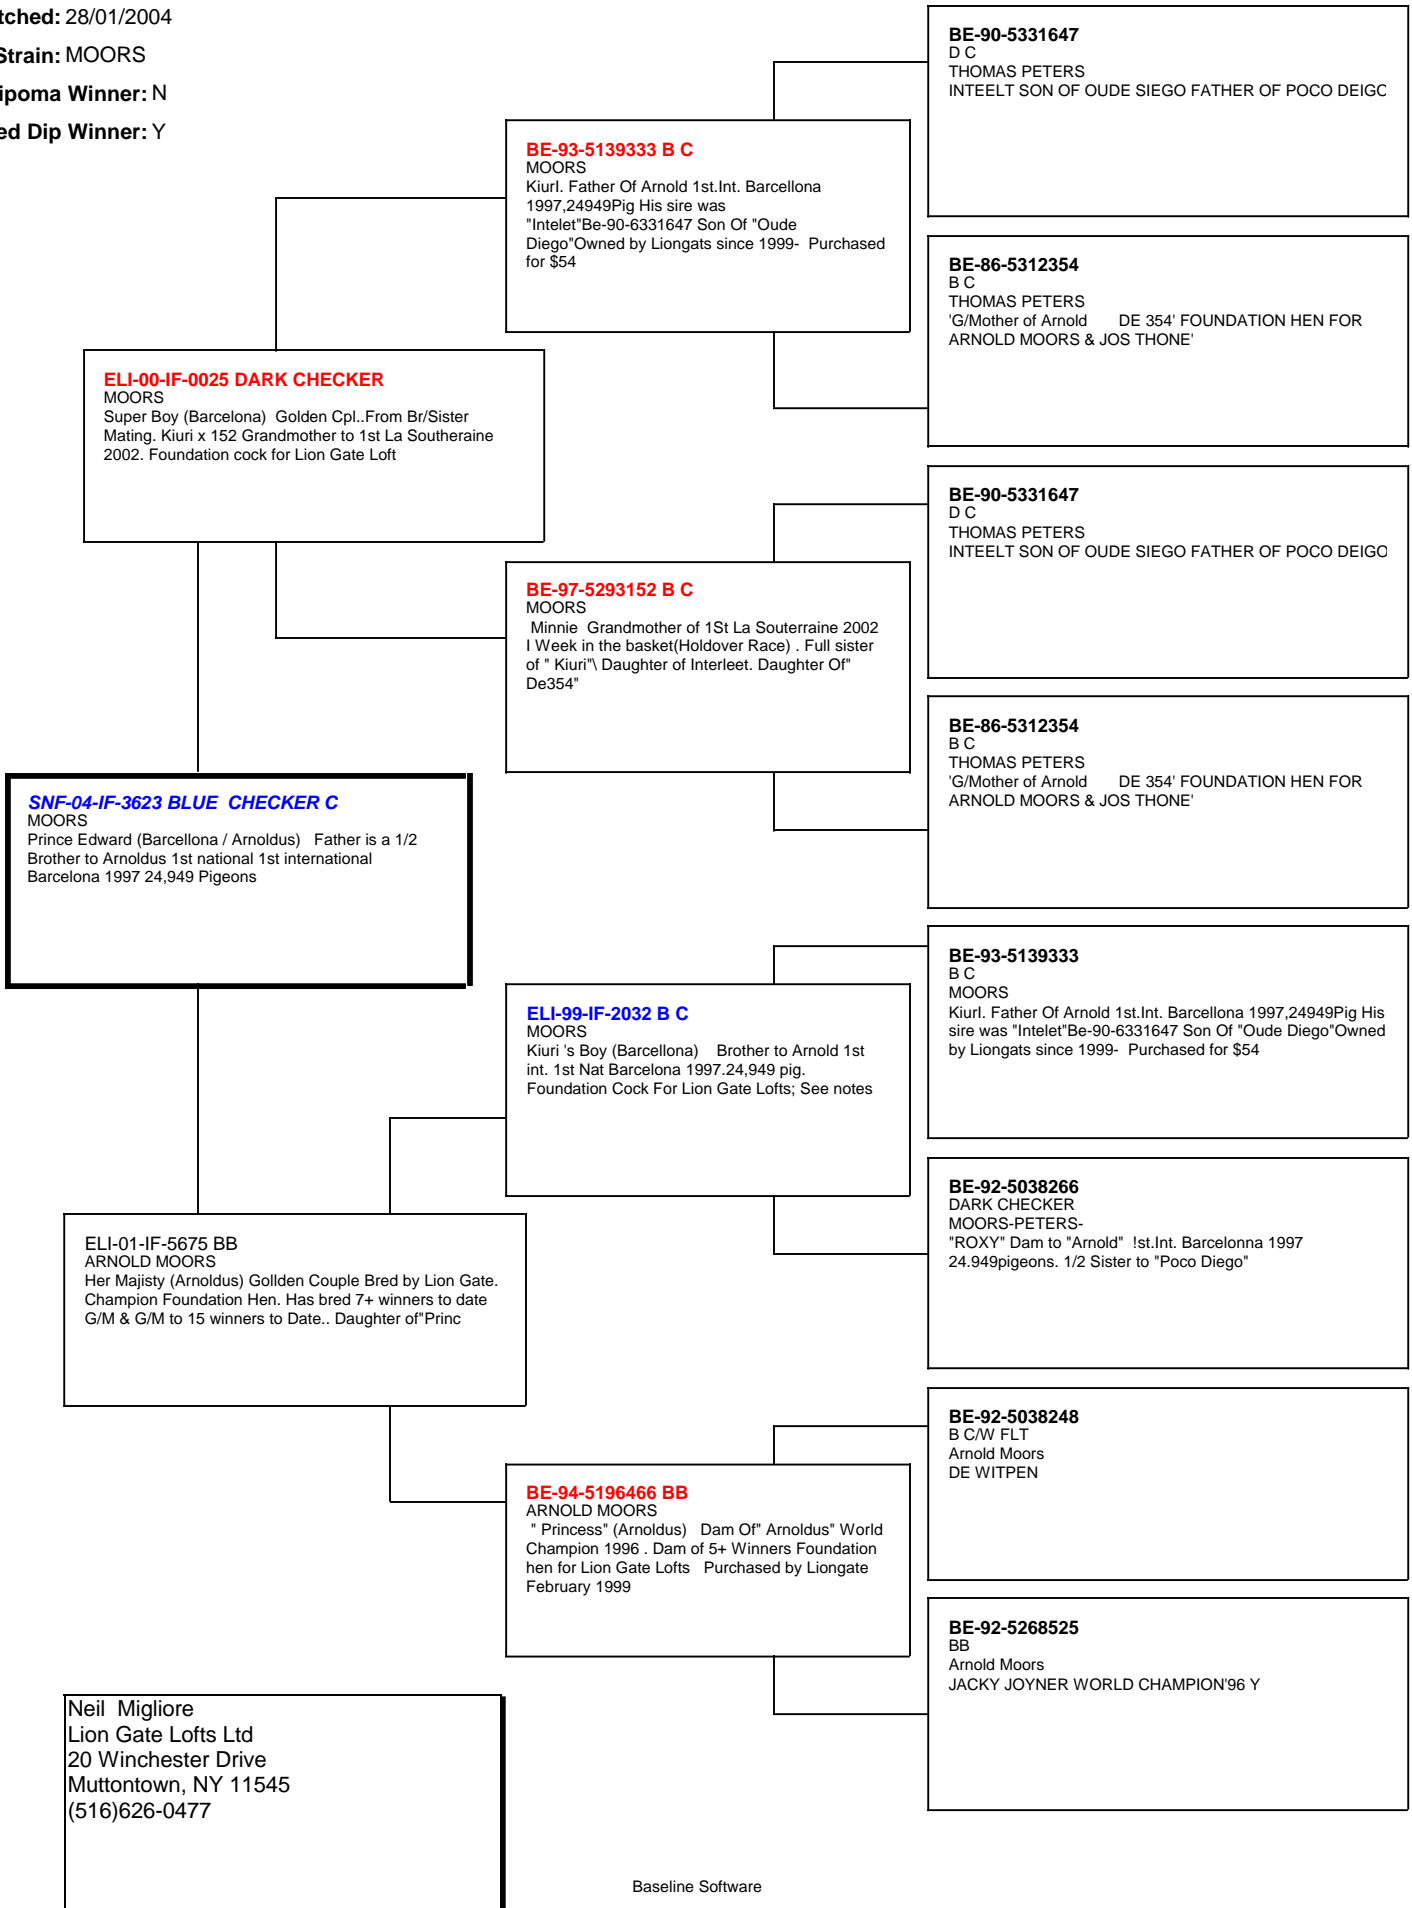 tched: 28/01/2004
Strain: MOORS
ipoma Winner: N
ed Dip Winner: Y
BE-90-5331647
D C
THOMAS PETERS
INTEELT SON OF OUDE SIEGO FATHER OF POCO DEIGO
BE-93-5139333 B C
MOORS
KiurI. Father Of Arnold 1st.Int. Barcellona
1997,24949Pig His sire was
"Intelet"Be-90-6331647 Son Of "Oude
Diego"Owned by Liongats since 1999-  Purchased
for $54
BE-86-5312354
B C
THOMAS PETERS
'G/Mother of Arnold       DE 354' FOUNDATION HEN FOR
ARNOLD MOORS & JOS THONE'
ELI-00-IF-0025 DARK CHECKER
MOORS
Super Boy (Barcelona)  Golden Cpl..From Br/Sister
Mating. Kiuri x 152 Grandmother to 1st La Southeraine
2002. Foundation cock for Lion Gate Loft
BE-90-5331647
D C
THOMAS PETERS
INTEELT SON OF OUDE SIEGO FATHER OF POCO DEIGO
BE-97-5293152 B C
MOORS
Minnie  Grandmother of 1St La Souterraine 2002
I Week in the basket(Holdover Race) . Full sister
of " Kiuri"\ Daughter of Interleet. Daughter Of"
De354"
BE-86-5312354
B C
THOMAS PETERS
'G/Mother of Arnold       DE 354' FOUNDATION HEN FOR
ARNOLD MOORS & JOS THONE'
SNF-04-IF-3623 BLUE  CHECKER C
MOORS
Prince Edward (Barcellona / Arnoldus)   Father is a 1/2
Brother to Arnoldus 1st national 1st international
Barcelona 1997 24,949 Pigeons
BE-93-5139333
B C
MOORS
KiurI. Father Of Arnold 1st.Int. Barcellona 1997,24949Pig His
sire was "Intelet"Be-90-6331647 Son Of "Oude Diego"Owned
by Liongats since 1999-  Purchased for $54
ELI-99-IF-2032 B C
MOORS
Kiuri 's Boy (Barcellona)    Brother to Arnold 1st
int. 1st Nat Barcelona 1997.24,949 pig.
Foundation Cock For Lion Gate Lofts; See notes
BE-92-5038266
DARK CHECKER
MOORS-PETERS-
"ROXY" Dam to "Arnold"  !st.Int. Barcelonna 1997
24.949pigeons. 1/2 Sister to "Poco Diego"
ELI-01-IF-5675 BB
ARNOLD MOORS
Her Majisty (Arnoldus) Gollden Couple Bred by Lion Gate.
Champion Foundation Hen. Has bred 7+ winners to date
G/M & G/M to 15 winners to Date.. Daughter of"Princ
BE-92-5038248
B C/W FLT
Arnold Moors
DE WITPEN
BE-94-5196466 BB
ARNOLD MOORS
" Princess" (Arnoldus)   Dam Of" Arnoldus" World
Champion 1996 . Dam of 5+ Winners Foundation
hen for Lion Gate Lofts   Purchased by Liongate
February 1999
BE-92-5268525
BB
Arnold Moors
JACKY JOYNER WORLD CHAMPION'96 Y
Neil  Migliore
Lion Gate Lofts Ltd
20 Winchester Drive
Muttontown, NY 11545
(516)626-0477
Baseline Software